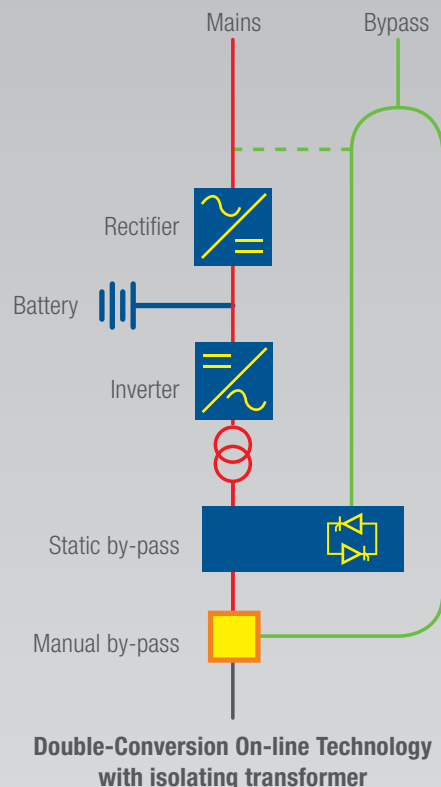 Mains
Bypass
Rectifier
Battery
Inverter
Static by-pass
Manual by-pass
Double-Conversion On-line Technology
with isolating transformer